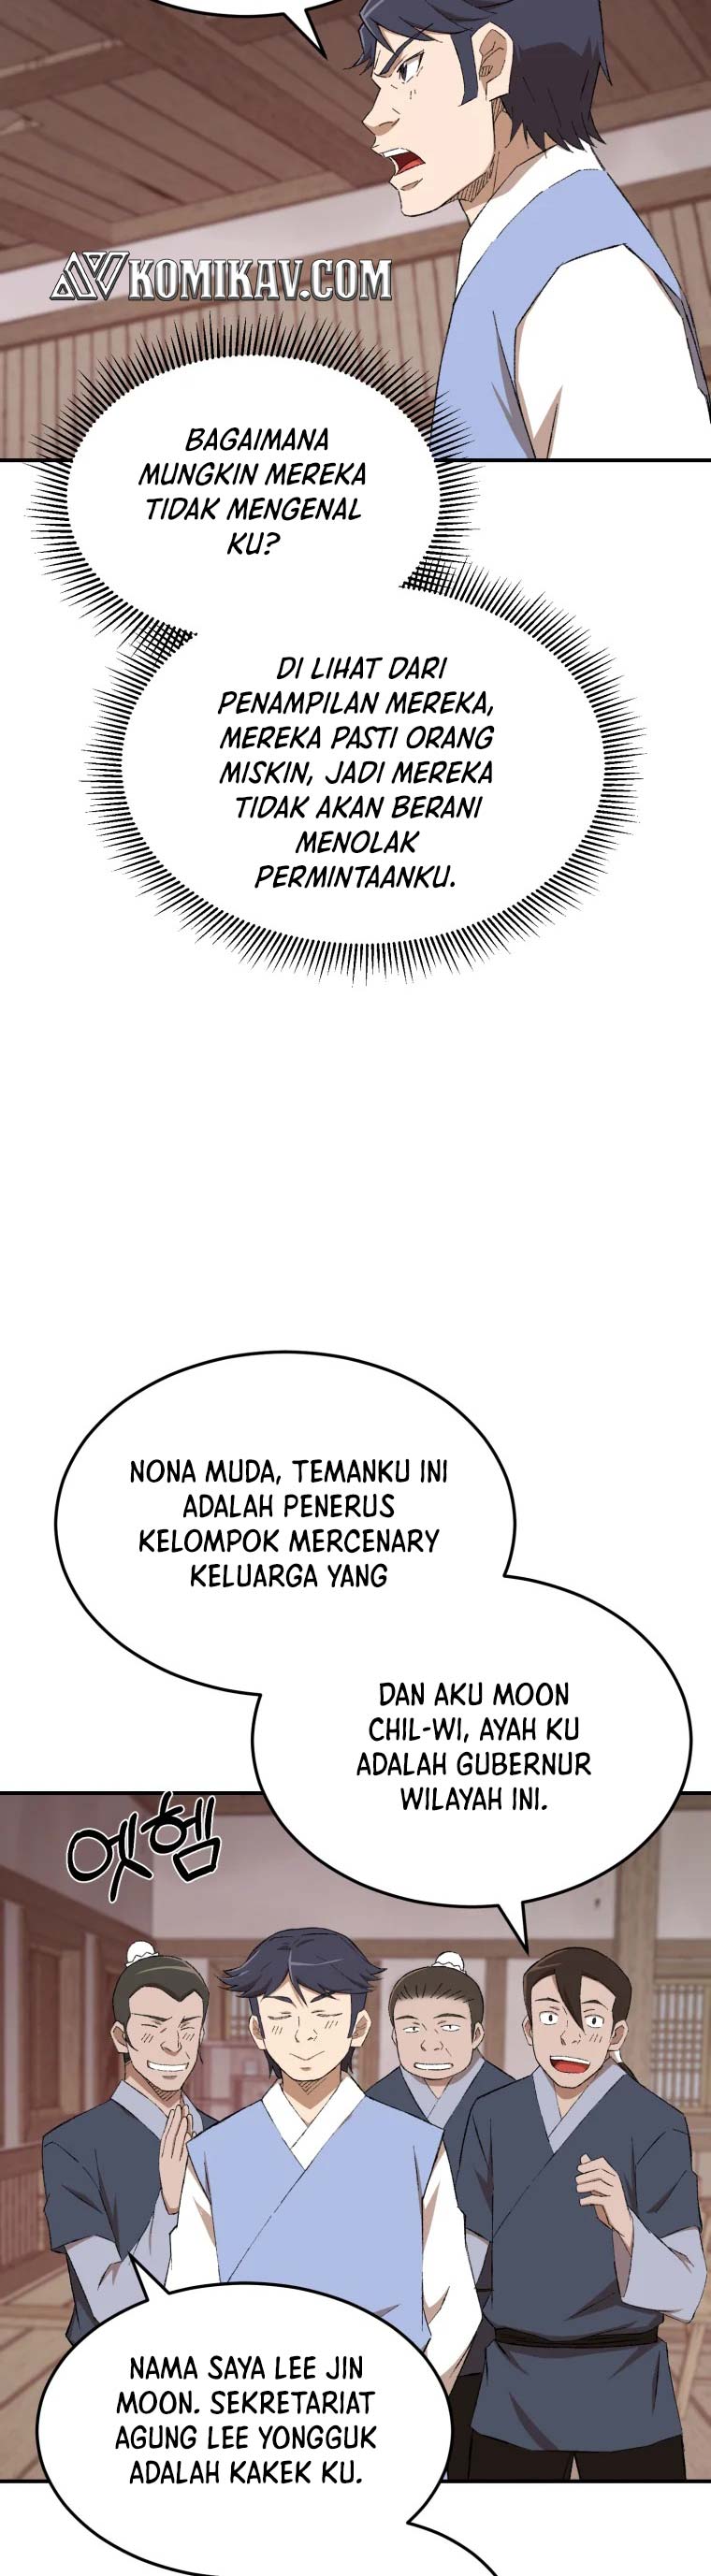 KOMIKAV.COM
BAGAIMANA
MUNGKIN MEREKA
TIDAK MENGENAL
KU?
DI LIHAT DARI
PENAMPILAN MEREKA,
MEREKA PASTI ORANG
MISKIN, JADI MEREKA
TIDAK AKAN BERANI
MENOLAK
PERMINTAANKU.
NONA MUDA, TEMANKU INI
ADALAH PENERUS
KELOMPOK MERCENARY
KELUARGA YANG
DAN AKU MOON
CHIL-WI, AYAH KU
ADALAH GUBERNUR
WILAYAH INI.
엣헴
NAMA SAYA LEE JIN
MOON. SEKRETARIAT
AGUNG LEE YONGGUK
ADALAH KAKEK KU.